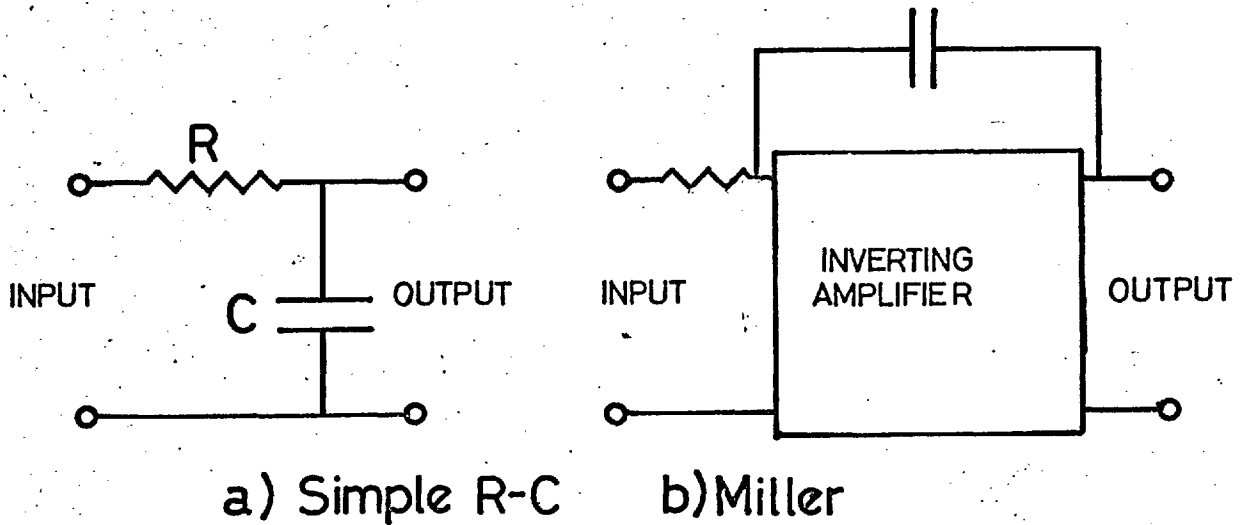 R
INPUT
C
OUTPUT
a) Simple R-C
INPUT
INVERTING
AMPLIFIER
OUTPUT
b) Miller